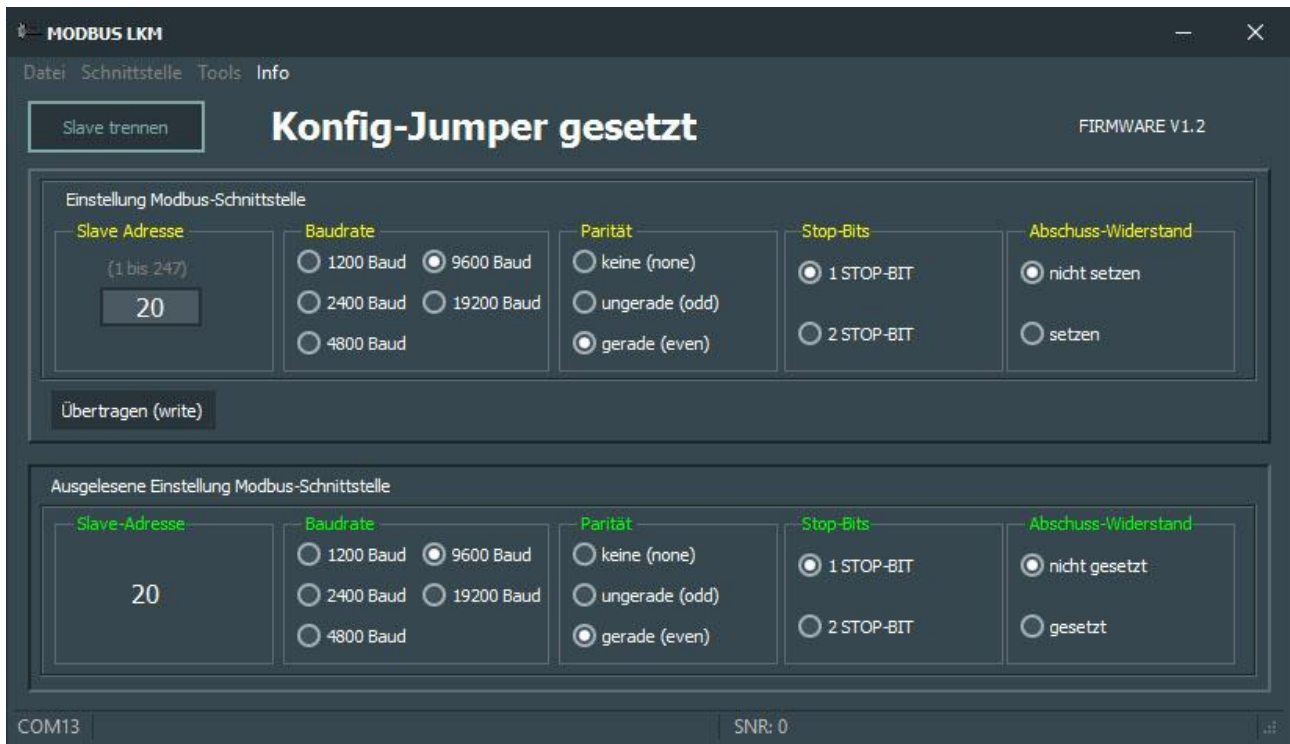 MODBUS LKM
Datei Schnittstelle Tools Info
Slave trennen
Konfig-Jumper gesetzt
FIRMWARE V1.2
Einstellung Modbus-Schnittstelle
Slave Adresse
(1 bis 247)
20
Baudrate
1200 Baud 9600 Baud
2400 Baud 19200 Baud
4800 Baud
Parität
keine (none)
ungerade (odd)
gerade (even)
Stop-Bits
1 STOP-BIT
2 STOP-BIT
Abschuss-Widerstand
nicht setzen
setzen
Übertragen (write)
Ausgelesene Einstellung Modbus-Schnittstelle
Slave-Adresse
20
Baudrate
1200 Baud 9600 Baud
2400 Baud 19200 Baud
4800 Baud
Parität
keine (none)
ungerade (odd)
gerade (even)
Stop-Bits
1 STOP-BIT
2 STOP-BIT
Abschuss-Widerstand
nicht gesetzt
gesetzt
COM13
SNR: 0